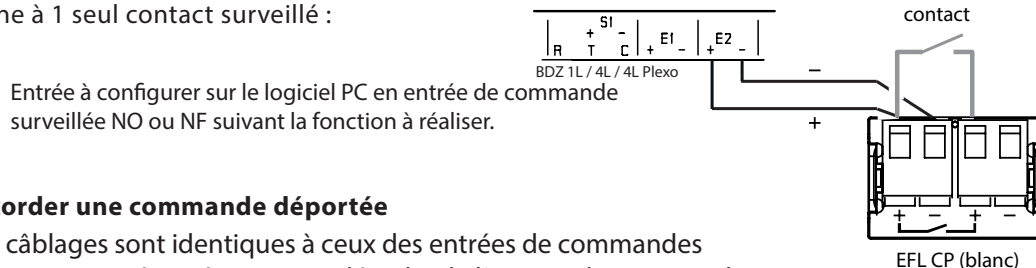 ne à 1 seul contact surveillé :
contact
S1
+ -
R T C + E1 - + E2 -
BDZ 1L / 4L / 4L Plexo
–
Entrée à configurer sur le logiciel PC en entrée de commande
surveillée NO ou NF suivant la fonction à réaliser.
+
order une commande déportée
+ – + –
câblages sont identiques à ceux des entrées de commandes
EFL CP (blanc)